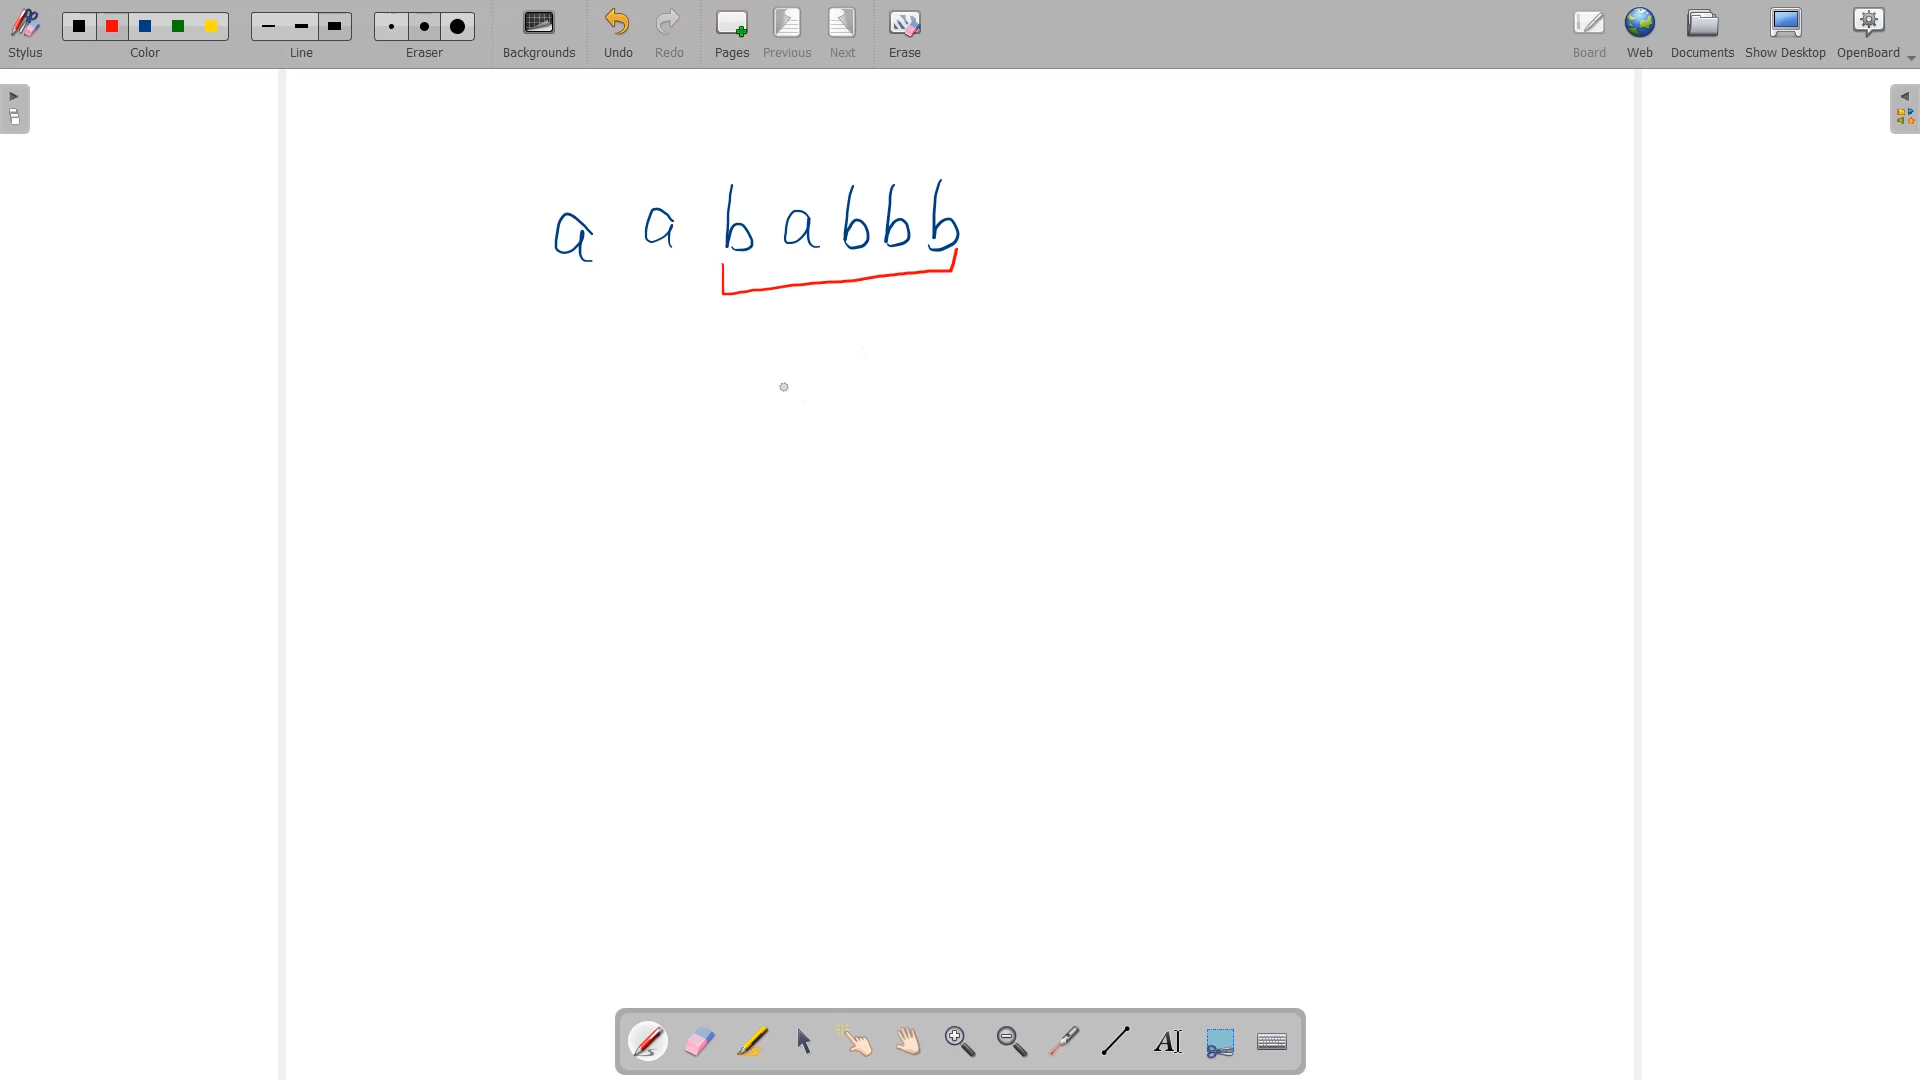 Stylus Color Line Eraser Backgrounds Undo Redo Pages Previous Next Erase Board Web Documents Show Desktop OpenBoard
a a b a b b b
A